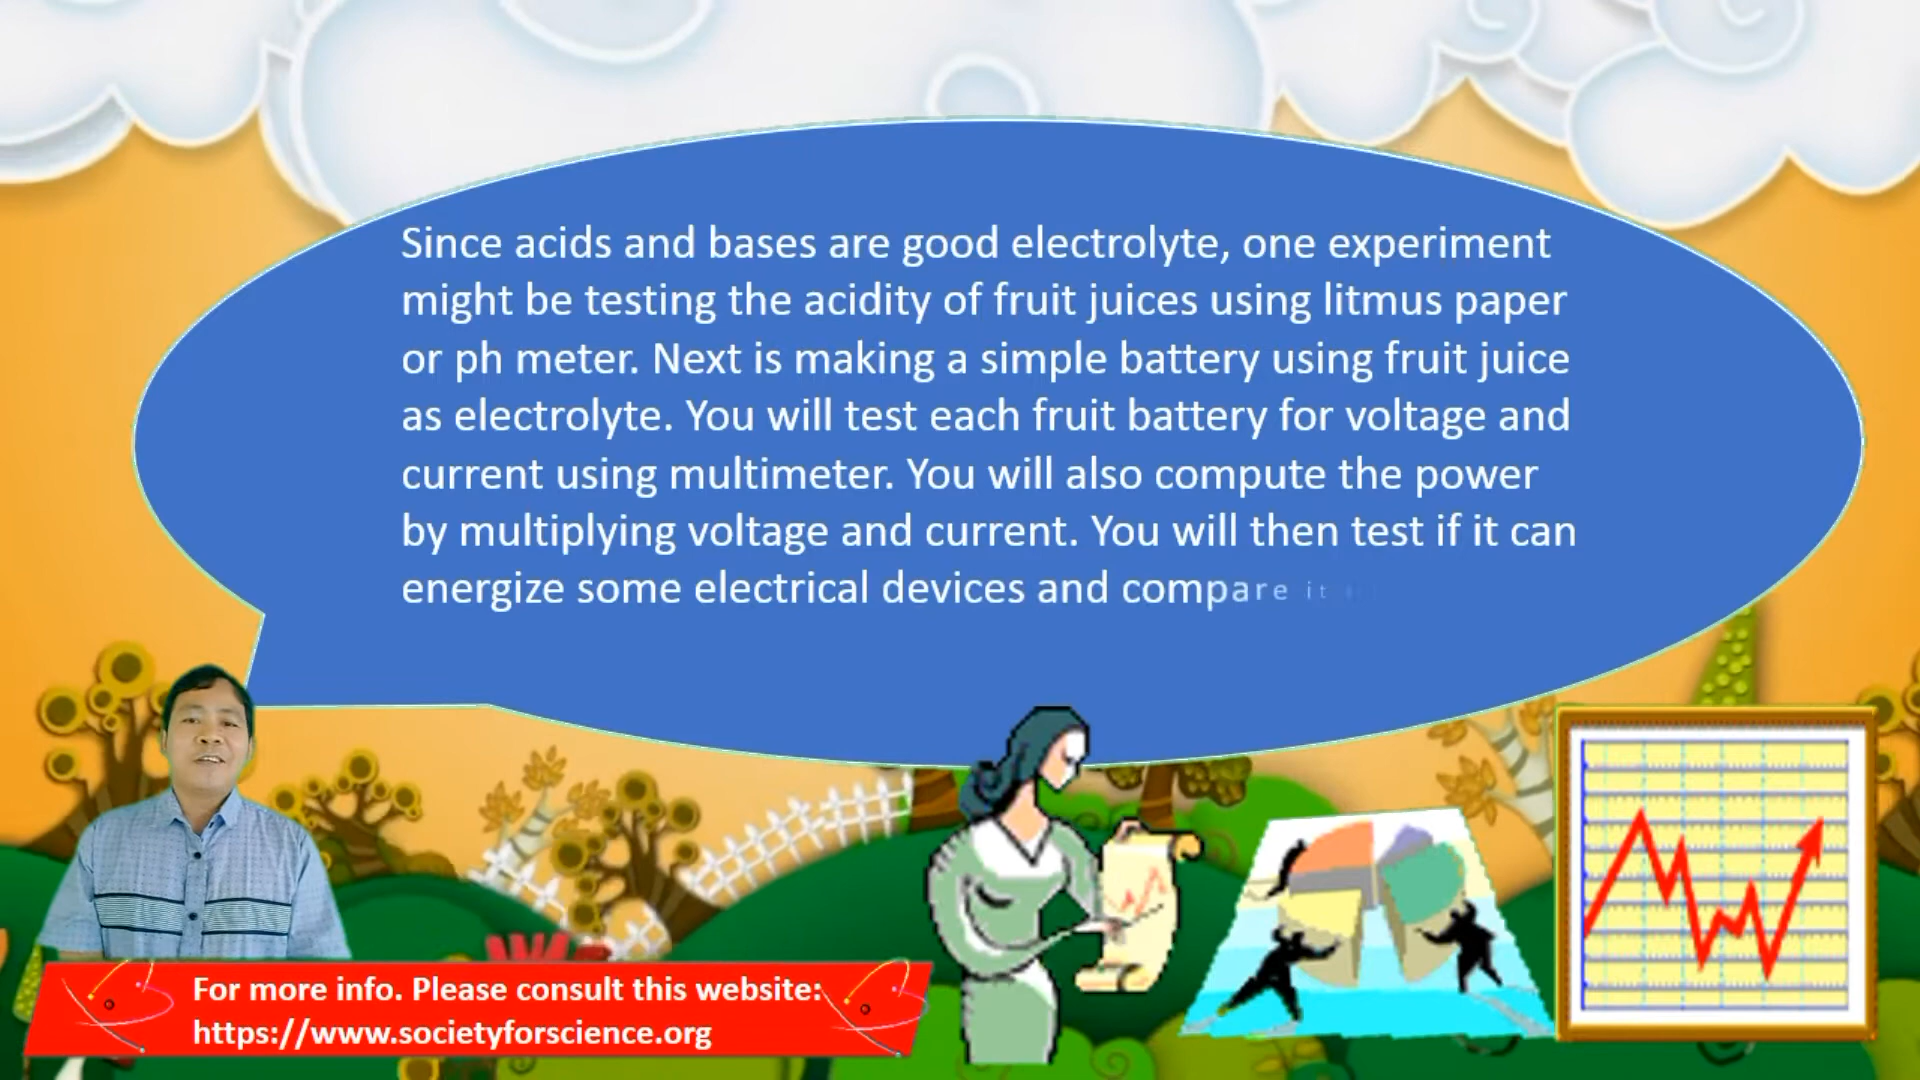 Since acids and bases are good electrolyte, one experiment
might be testing the acidity of fruit juices using litmus paper
or ph meter. Next is making a simple battery using fruit juice
as electrolyte. You will test each fruit battery for voltage and
current using multimeter. You will also compute the power
by multiplying voltage and current. You will then test if it can
energize some electrical devices and compare it
For more info. Please consult this website:
https://www.societyforscience.org